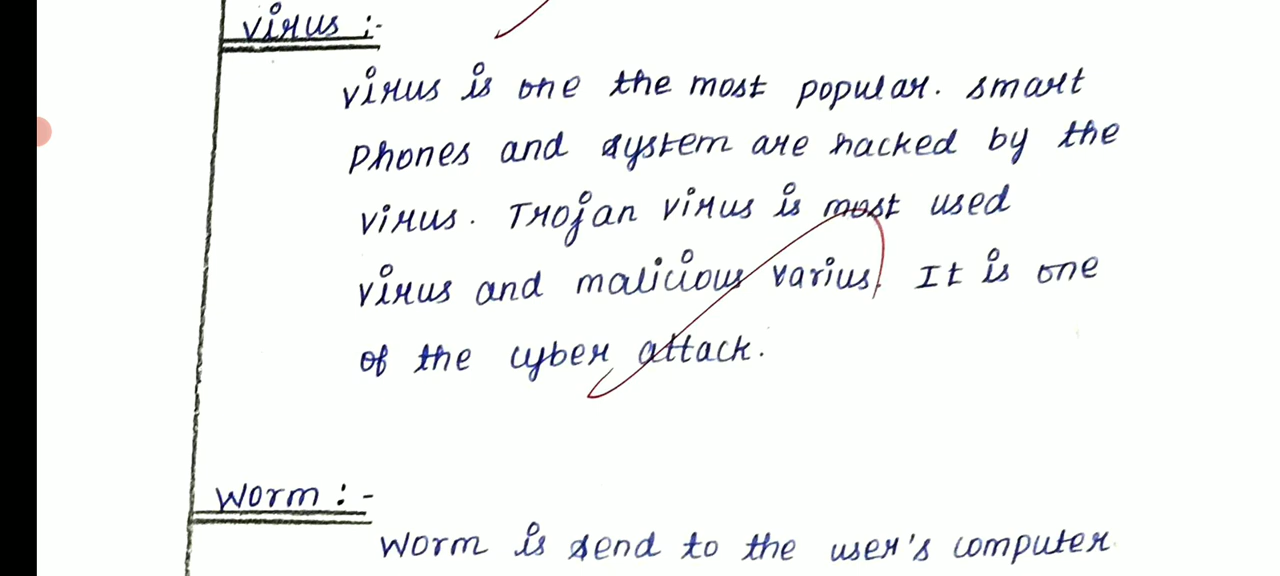 Virus :-
virus is one the most popular. smart
phones and system are hacked by the
virus. Trojan virus is most used
virus and malicious varius. It is one
of the cyber attack.
Worm :-
Worm is send to the user's computer